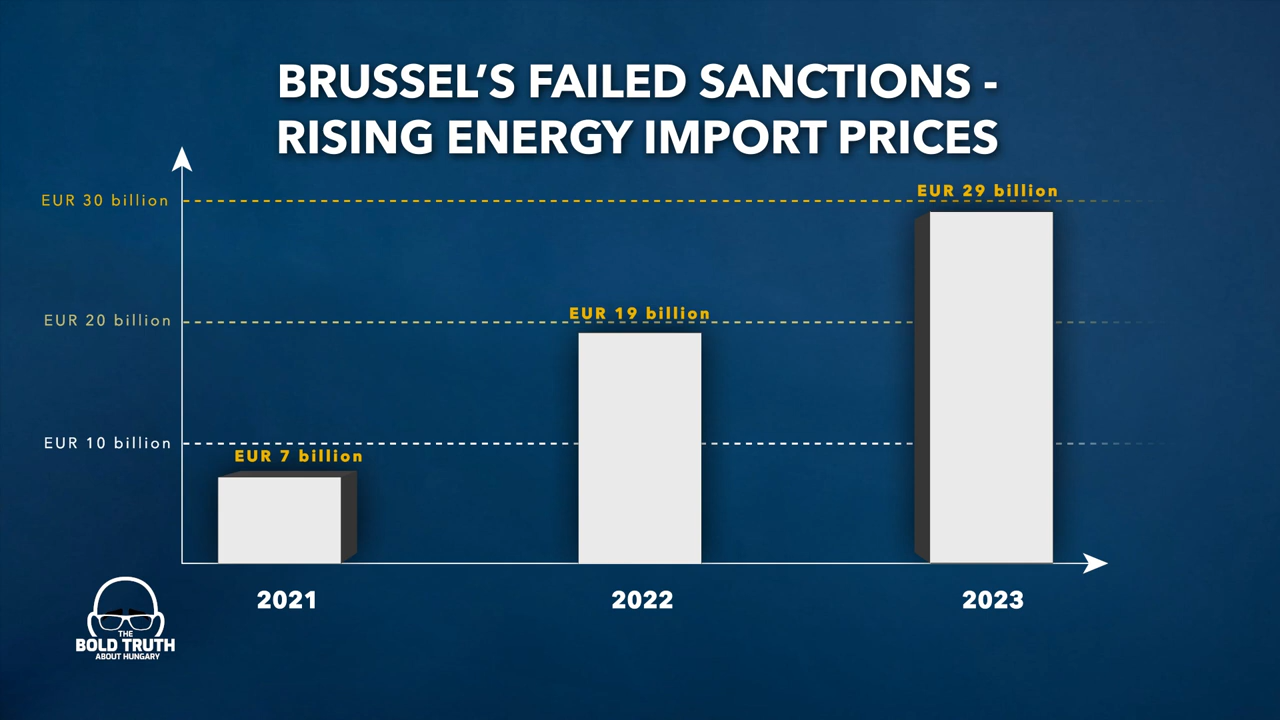 BRUSSEL'S FAILED SANCTIONS -
RISING ENERGY IMPORT PRICES
EUR 30 billion
EUR 20 billion
EUR 10 billion
EUR 7 billion
EUR 19 billion
EUR 29 billion
2021
2022
2023
THE
BOLD TRUTH
ABOUT HUNGARY